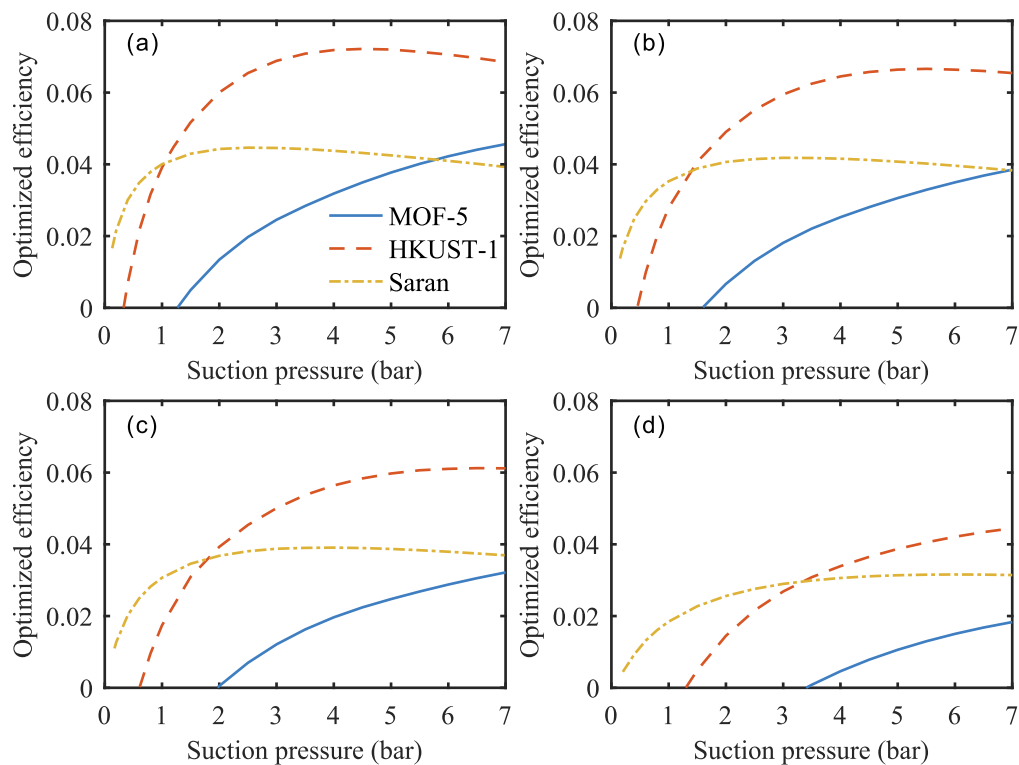 0.08
(a)
0.06
0.04
0.02
0
Optimized efficiency
MOF-5
HKUST-1
Saran
0 1 2 3 4 5 6 7
Suction pressure (bar)
0.08
(b)
0.06
0.04
0.02
0
Optimized efficiency
0 1 2 3 4 5 6 7
Suction pressure (bar)
0.08
(c)
0.06
0.04
0.02
0
Optimized efficiency
0 1 2 3 4 5 6 7
Suction pressure (bar)
0.08
(d)
0.06
0.04
0.02
0
Optimized efficiency
0 1 2 3 4 5 6 7
Suction pressure (bar)